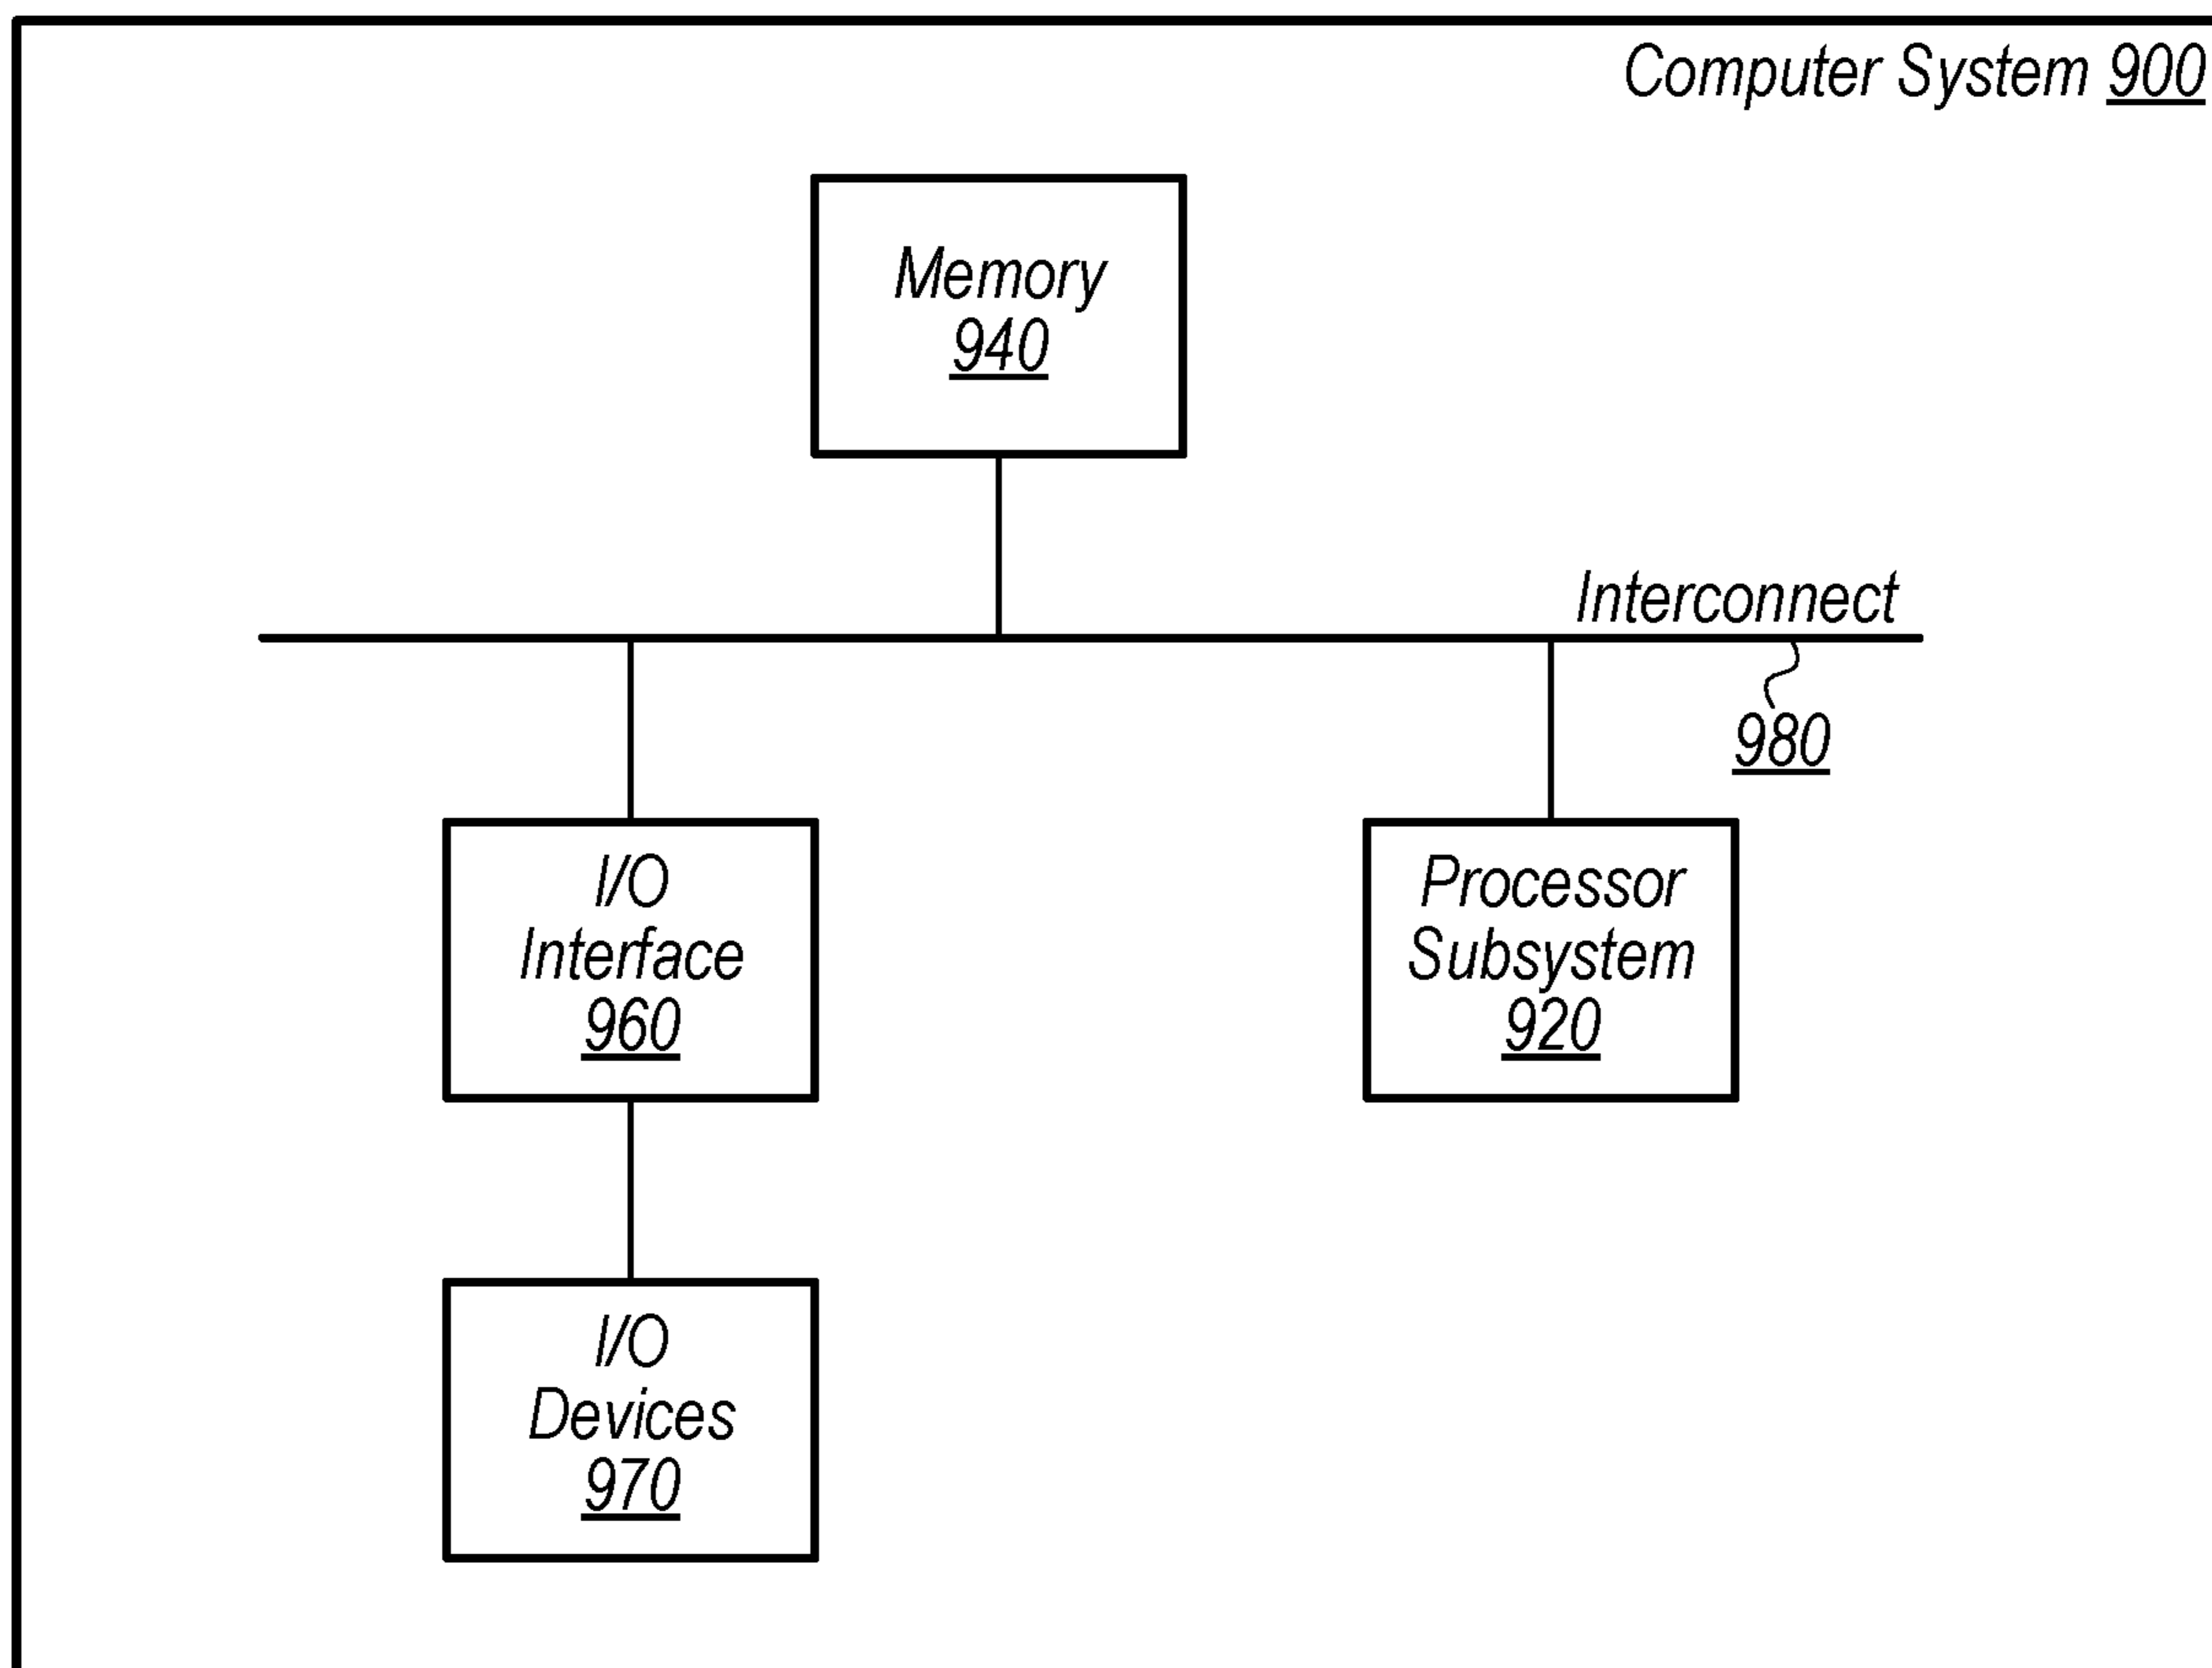 Computer System 900
Memory
940
Interconnect
980
I/O
Interface
960
Processor
Subsystem
920
I/O
Devices
970